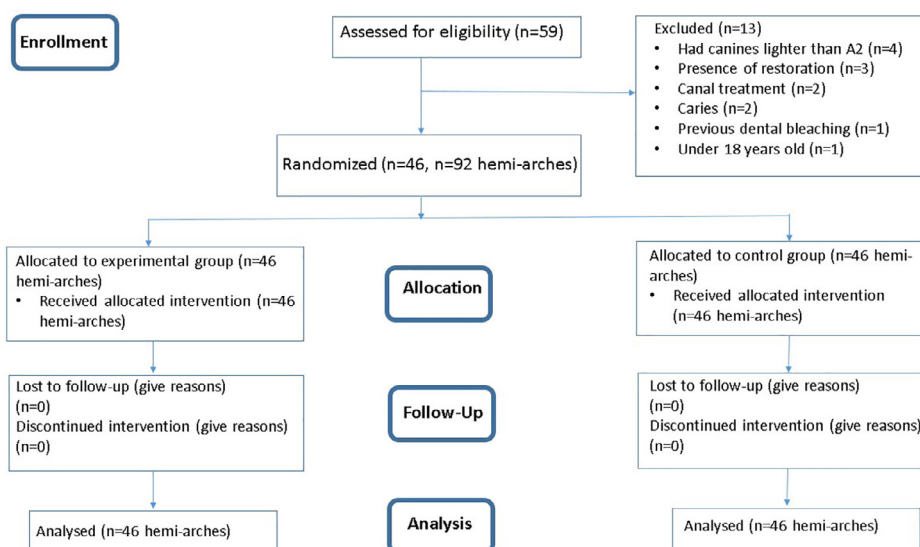 Enrollment
Assessed for eligibility (n=59)
Excluded (n=13)
• Had canines lighter than A2 (n=4)
• Presence of restoration (n=3)
• Canal treatment (n=2)
• Caries (n=2)
• Previous dental bleaching (n=1)
• Under 18 years old (n=1)
Randomized (n=46, n=92 hemi-arches)
Allocated to experimental group (n=46
hemi-arches)
• Received allocated intervention (n=46
hemi-arches)
Allocation
Allocated to control group (n=46 hemi-
arches)
• Received allocated intervention
(n=46 hemi-arches)
Lost to follow-up (give reasons)
(n=0)
Discontinued intervention (give reasons)
(n=0)
Follow-Up
Lost to follow-up (give reasons)
(n=0)
Discontinued intervention (give reasons)
(n=0)
Analysed (n=46 hemi-arches)
Analysis
Analysed (n=46 hemi-arches)